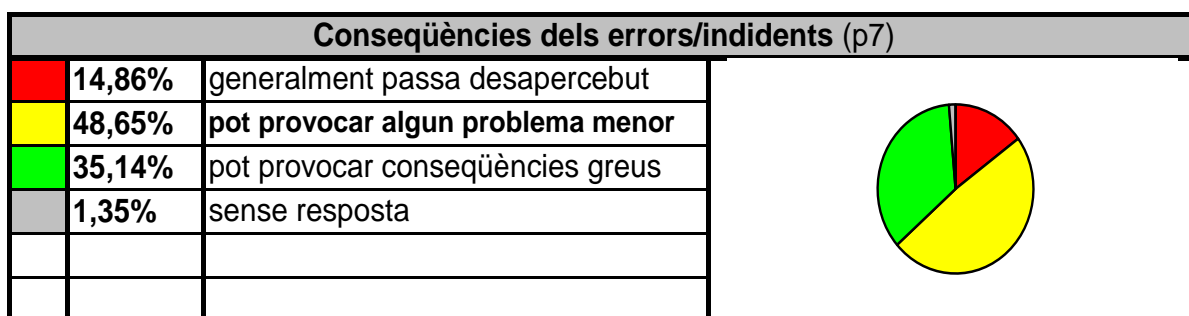 Conseqüències dels errors/indidents (p7)
14,86% generalment passa desapercebut
48,65% pot provocar algun problema menor
35,14% pot provocar conseqüències greus
1,35% sense resposta